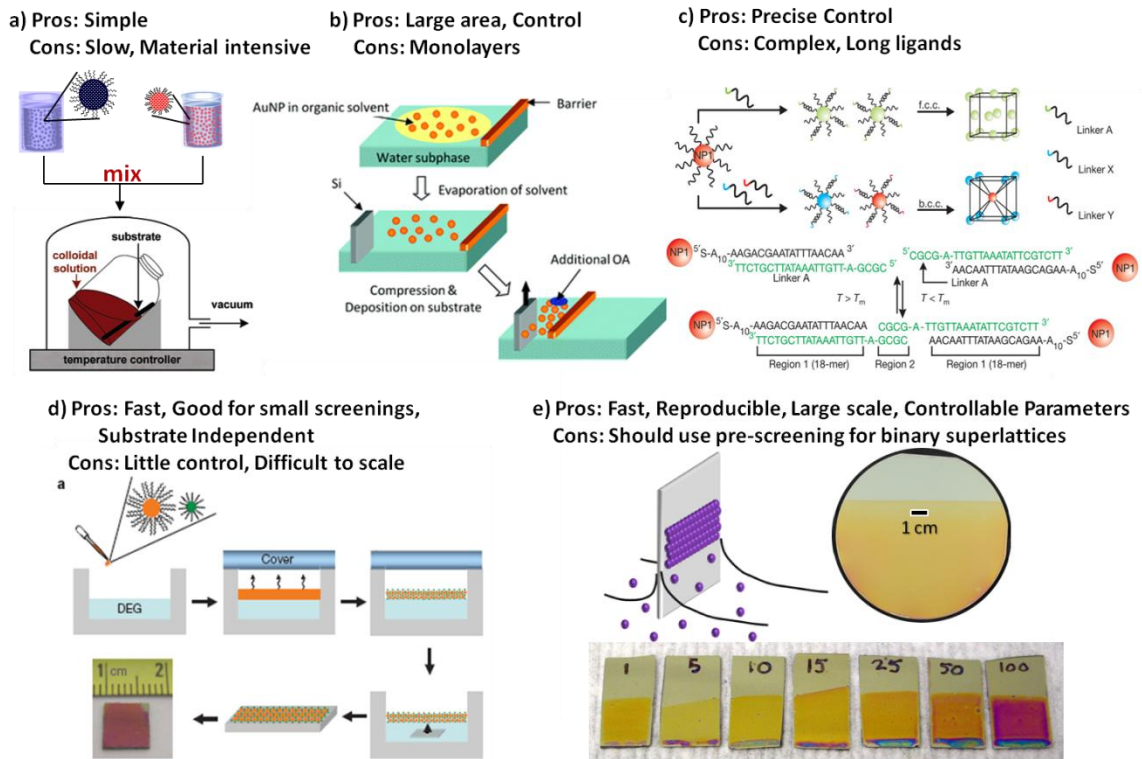 a) Pros: Simple
Cons: Slow, Material intensive
mix
substrate
colloidal
solution
vacuum
temperature controller
b) Pros: Large area, Control
Cons: Monolayers
AuNP in organic solvent
Barrier
Water subphase
Si
Evaporation of solvent
Additional OA
Compression &
Deposition on substrate
c) Pros: Precise Control
Cons: Complex, Long ligands
NP1
f.c.c.
b.c.c.
Linker A
Linker X
Linker Y
NP1 5'S-A10-AAGACGAATATTTAACAA 3'
3'TTCTGCTTATAAATTGTT-A-GCGC 5'
Linker A
5'CGCG-A-TTGTTAAATATTCGTCTT 3'
3'AACAATTTATAAGCAGAA-A10-S5' NP1
Linker A
T > Tm
T < Tm
NP1 5'S-A10-AAGACGAATATTTAACAA CGCG-A-TTGTTAAATATTCGTCTT 3'
3'TTCTGCTTATAAATTGTT-A-GCGC AACAATTTATAAGCAGAA-A10-S5' NP1
Region 1 (18-mer) Region 2 Region 1 (18-mer)
d) Pros: Fast, Good for small screenings,
Substrate Independent
Cons: Little control, Difficult to scale
a
DEG
Cover
1 cm 2
e) Pros: Fast, Reproducible, Large scale, Controllable Parameters
Cons: Should use pre-screening for binary superlattices
1 cm
1 5 10 15 25 50 100